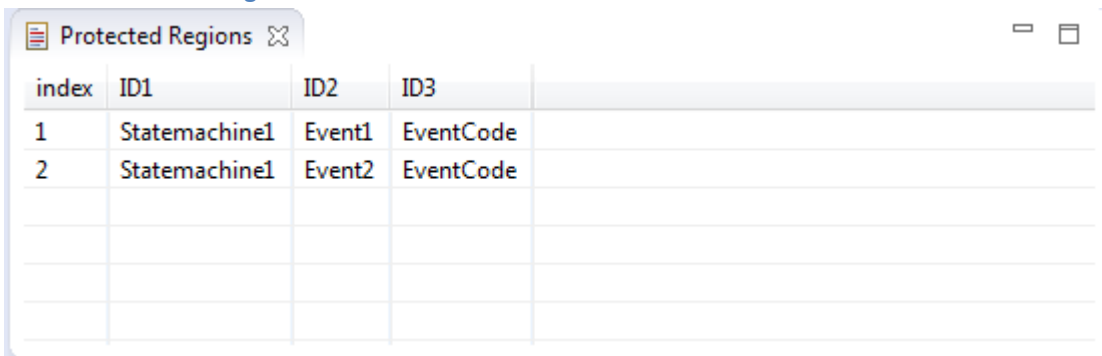 Protected Regions
index ID1 ID2 ID3
1 Statemachine1 Event1 EventCode
2 Statemachine1 Event2 EventCode